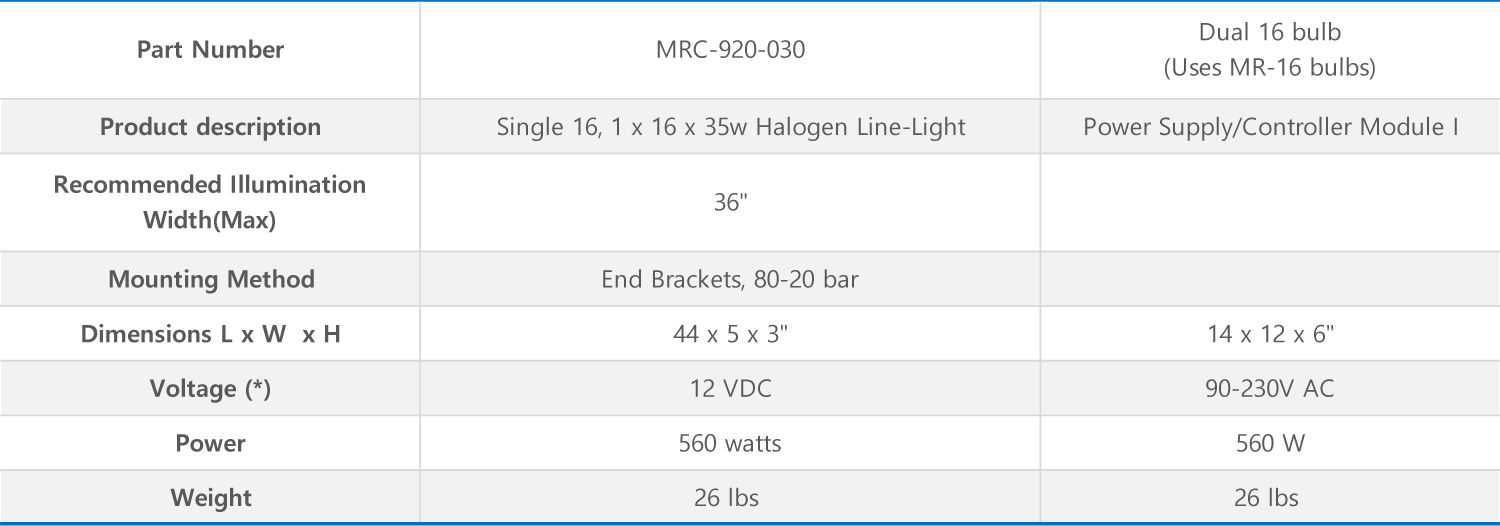 Part Number
MRC-920-030
Dual 16 bulb
(Uses MR-16 bulbs)
Product description
Single 16, 1 x 16 x 35w Halogen Line-Light
Power Supply/Controller Module I
Recommended Illumination
Width(Max)
36"
Mounting Method
End Brackets, 80-20 bar
Dimensions L x W  x H
44 x 5 x 3"
14 x 12 x 6"
Voltage (*)
12 VDC
90-230V AC
Power
560 watts
560 W
Weight
26 lbs
26 lbs